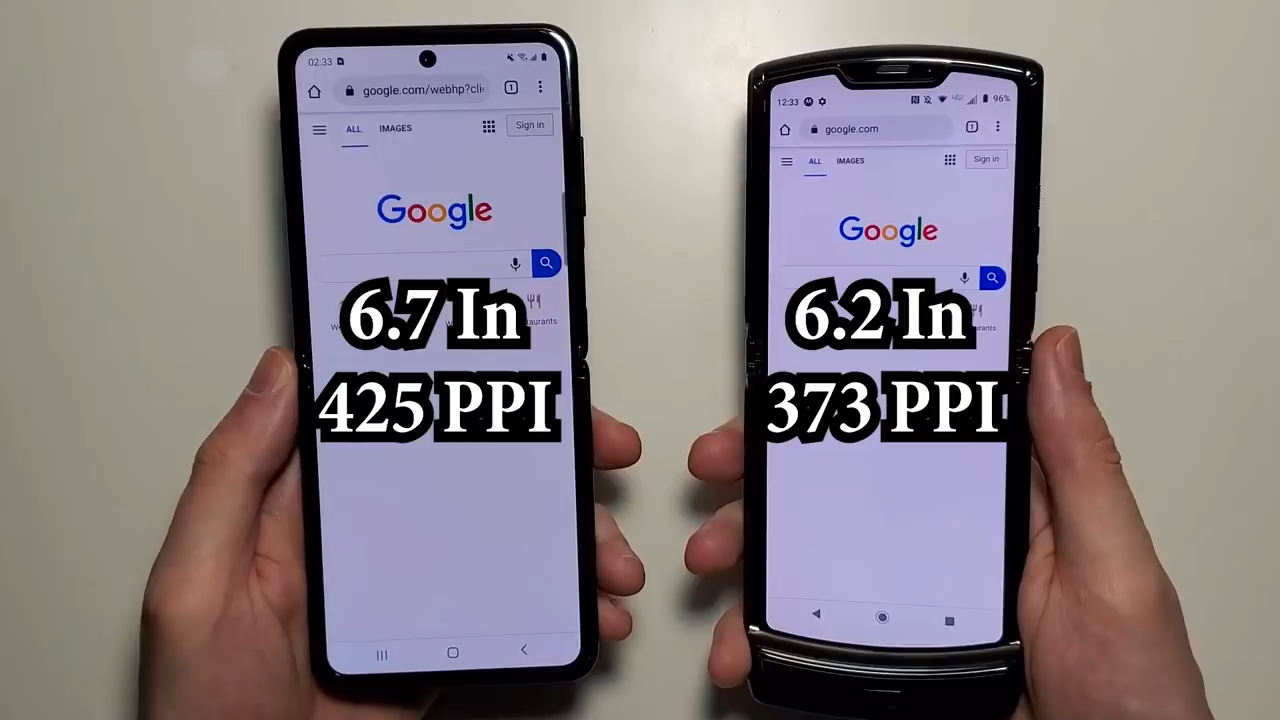 02:33
google.com/webhp?cli
1
ALL IMAGES
Sign in
Google
6.7 In
425 PPI
12:33
96%
google.com
1
ALL IMAGES
Sign in
Google
6.2 In
373 PPI